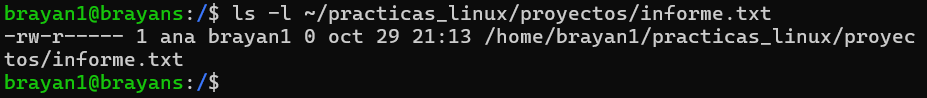 brayan1@brayans:/$ ls -l ~/practicas_linux/proyectos/informe.txt
-rw-r----- 1 ana brayan1 0 oct 29 21:13 /home/brayan1/practicas_linux/proyec
tos/informe.txt
brayan1@brayans:/$